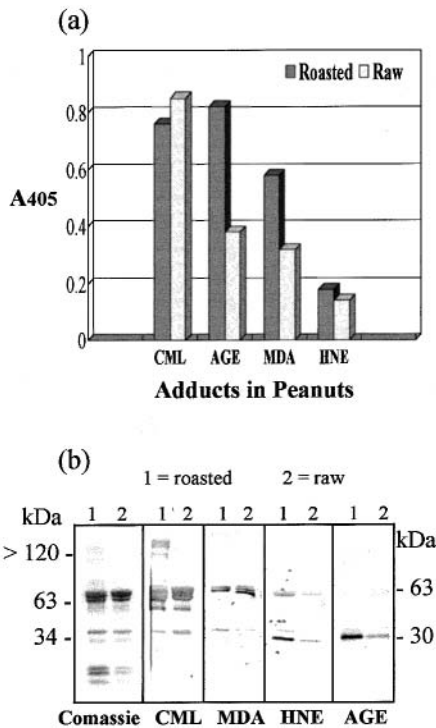 (a)
1
Roasted Raw
0.8
0.6
A405
0.4
0.2
0
CML AGE MDA HNE
Adducts in Peanuts
(b)
1 = roasted 2 = raw
kDa 1 2 1 2 1 2 1 2 1 2 kDa
> 120 -
63 - - 63
34 - - 30
Comassie CML MDA HNE AGE